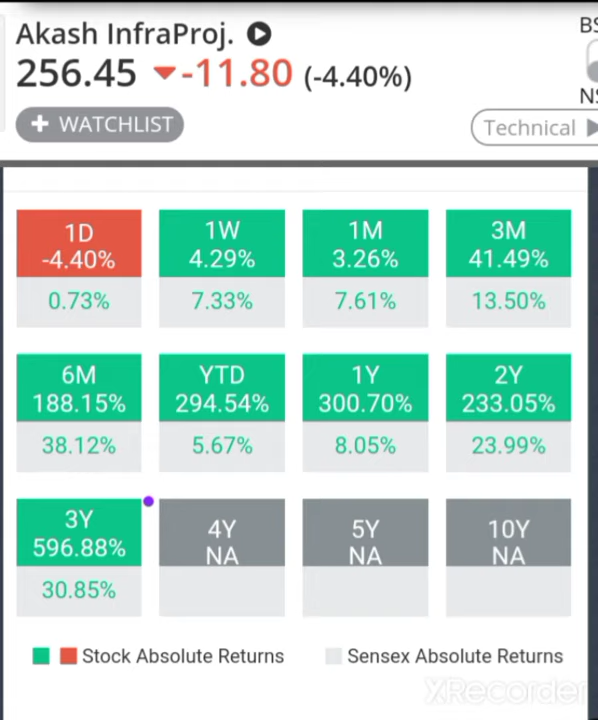 Akash InfraProj.
256.45 ▼-11.80 (-4.40%)
+ WATCHLIST
Technical
1D 1W 1M 3M
-4.40% 4.29% 3.26% 41.49%
0.73% 7.33% 7.61% 13.50%
6M YTD 1Y 2Y
188.15% 294.54% 300.70% 233.05%
38.12% 5.67% 8.05% 23.99%
3Y 4Y 5Y 10Y
596.88% NA NA NA
30.85%
Stock Absolute Returns Sensex Absolute Returns
XRecorder